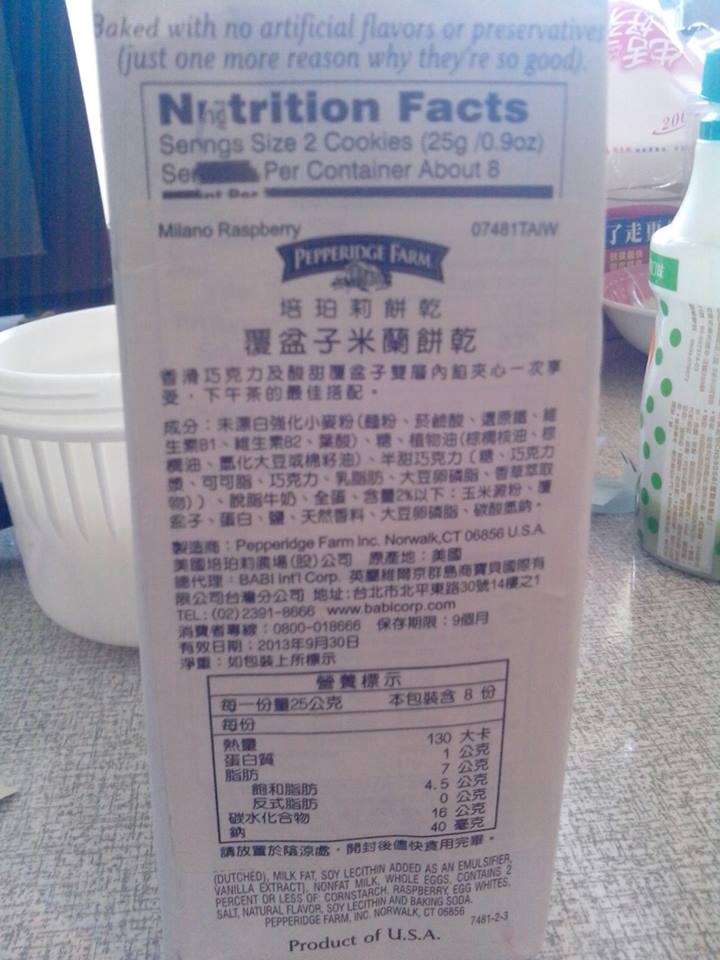 Baked with no artificial flavors or preservatives
(just one more reason why they're so good).
Nutrition Facts
Size 2 Cookies (25g /0.9oz)
Per Container About 8
Milano Raspberry
07481TAIW
PEPPERIDGE FARM
培珀莉餅乾
覆盆子米蘭餅乾
香滑巧克力及酸甜覆盆子雙層內餡夾心一次享
受,下午茶的最佳搭配。
成分:未漂白強化小麥粉(麵粉、菸鹼酸、還原鐵、維
生素B1、維生素B2、葉酸)、糖、植物油(棕櫚核油、棕
櫚油、氫化大豆或棉籽油)、半甜巧克力(糖、巧克力
漿、可可脂、巧克力、乳脂肪、大豆卵磷脂、香草萃取
物))、脫脂牛奶、全蛋、含量2%以下:玉米澱粉、覆
盆子、蛋白、鹽、天然香料、大豆卵磷脂、碳酸氫鈉。
製造商:Pepperidge Farm Inc. Norwalk,CT 06856 U.S.A.
美國培珀莉農場(股)公司 原產地:美國
總代理:BABI Int'l Corp. 英屬維爾京群島商寶貝國際有
限公司台灣分公司 地址:台北市北平東路30號14樓之1
TEL:(02)2391-8666 www.babicorp.com
消費者專線:0800-018666 保存期限:9個月
有效日期:2013年9月30日
淨重:如包裝上所標示
營養標示
每一份量25公克 本包裝含 8 份
每份
熱量 130 大卡
蛋白質 1 公克
脂肪 7 公克
飽和脂肪 4.5 公克
反式脂肪 0 公克
碳水化合物 16 公克
鈉 40 毫克
請放置於陰涼處,開封後儘快食用完畢。
(DUTCHED), MILK FAT, SOY LECITHIN ADDED AS AN EMULSIFIER,
VANILLA EXTRACT), NONFAT MILK, WHOLE EGGS, CONTAINS 2
PERCENT OR LESS OF: CORNSTARCH, RASPBERRY, EGG WHITES,
SALT, NATURAL FLAVOR, SOY LECITHIN AND BAKING SODA.
PEPPERIDGE FARM, INC. NORWALK, CT 06856
7481-2-3
Product of U.S.A.
生活
好
200
了走